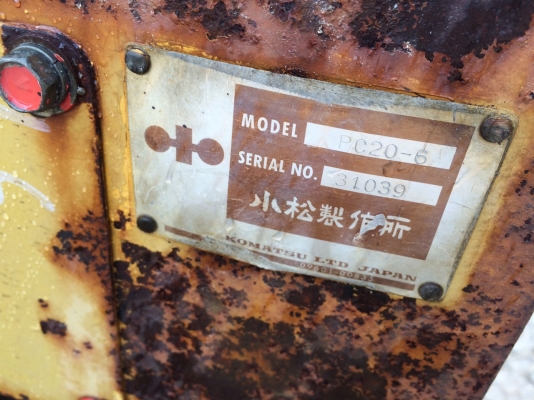 MODEL PC20-6
SERIAL NO. 31039
小松製作所
KOMATSU LTD JAPAN